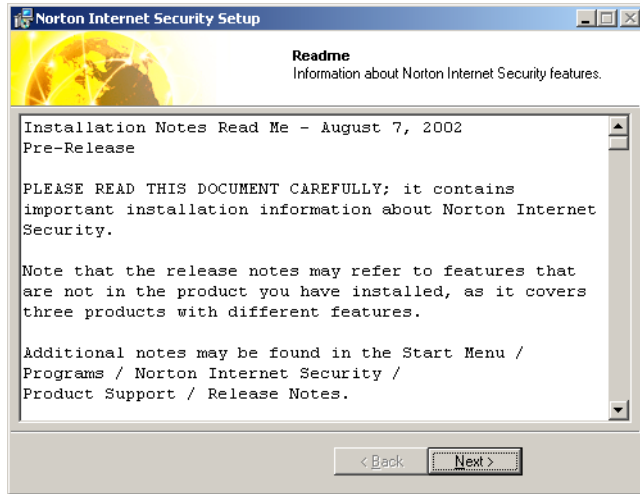 Norton Internet Security Setup
Readme
Information about Norton Internet Security features.
Installation Notes Read Me - August 7, 2002
Pre-Release
PLEASE READ THIS DOCUMENT CAREFULLY; it contains
important installation information about Norton Internet
Security.
Note that the release notes may refer to features that
are not in the product you have installed, as it covers
three products with different features.
Additional notes may be found in the Start Menu /
Programs / Norton Internet Security /
Product Support / Release Notes.
< Back
Next >